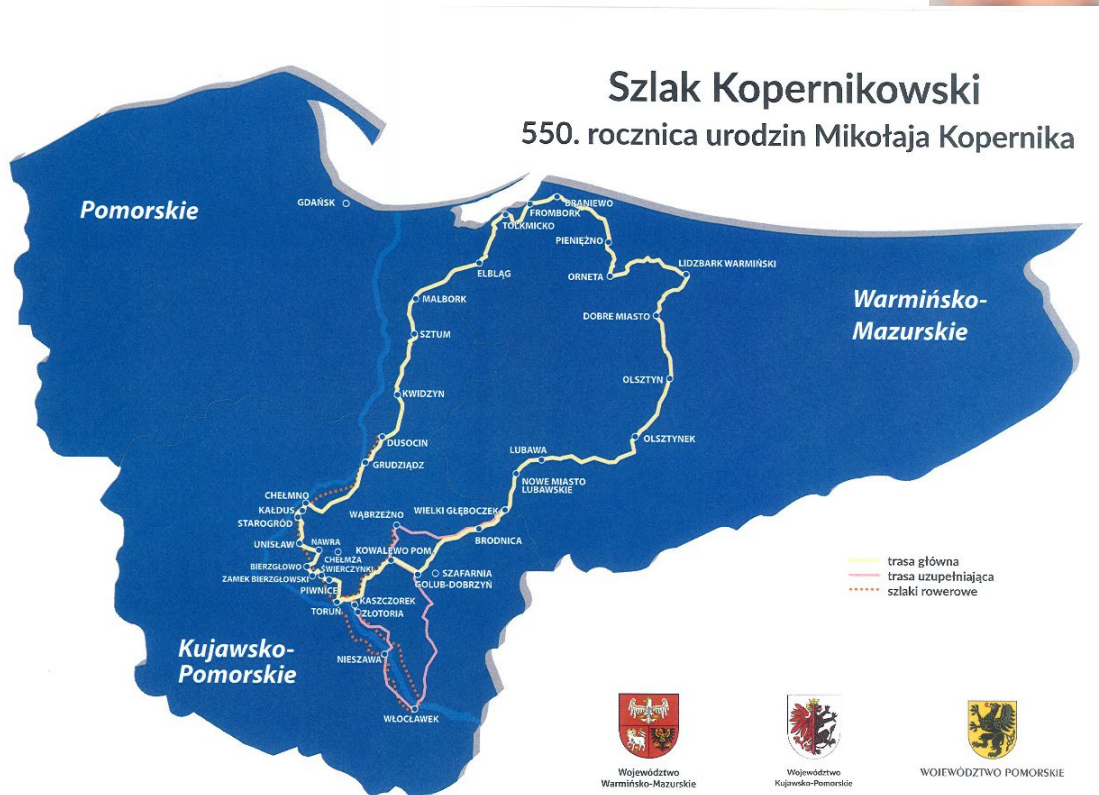 Szlak Kopernikowski
550. rocznica urodzin Mikołaja Kopernika
Pomorskie
GDAŃSK
BRANIEWO
FROMBORK
TOLKMICKO
PIENIĘŻNO
ELBLĄG
ORNETA
LIDZBARK WARMIŃSKI
MALBORK
Warmińsko-
Mazurskie
DOBRE MIASTO
SZTUM
OLSZTYN
KWIDZYN
DUSOCIN
OLSZTYNEK
LUBAWA
GRUDZIĄDZ
NOWE MIASTO
LUBAWSKIE
CHEŁMNO
KAŁDUS
STAROGRÓD
WĄBRZEŹNO
WIELKI GŁĘBOCZEK
BRODNICA
UNISŁAW
NAWRA
CHEŁMŻA
KOWALEWO POM.
BIERZGŁOWO
ŚWIERCZYNKI
ZAMEK BIERZGŁOWSKI
SZAFARNIA
GOLUB-DOBRZYŃ
PIWNICE
TORUŃ
KASZCZOREK
ZŁOTORIA
trasa główna
trasa uzupełniająca
szlaki rowerowe
Kujawsko-
Pomorskie
NIESZAWA
WŁOCŁAWEK
Województwo
Warmińsko-Mazurskie
Województwo
Kujawsko-Pomorskie
WOJEWÓDZTWO POMORSKIE